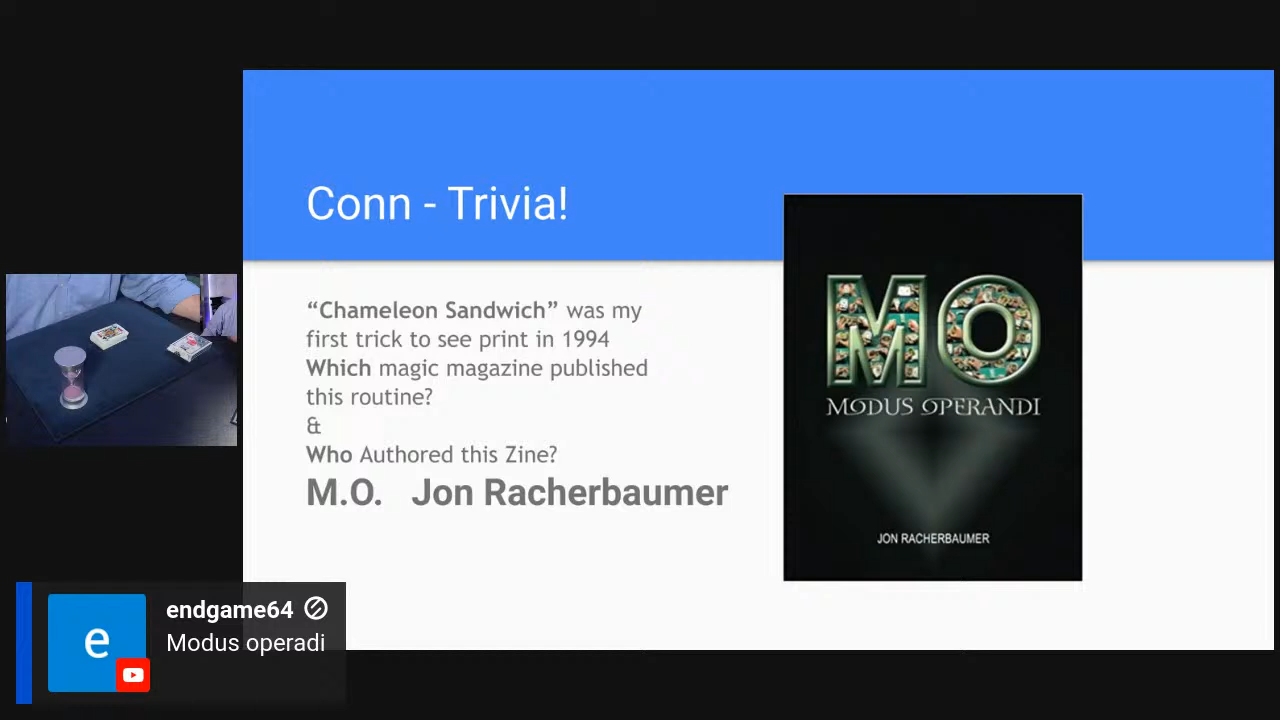 Conn - Trivia!
“Chameleon Sandwich” was my
first trick to see print in 1994
Which magic magazine published
this routine?
&
Who Authored this Zine?
M.O. Jon Racherbaumer
MO
MODUS OPERANDI
JON RACHERBAUMER
e
endgame64
Modus operadi